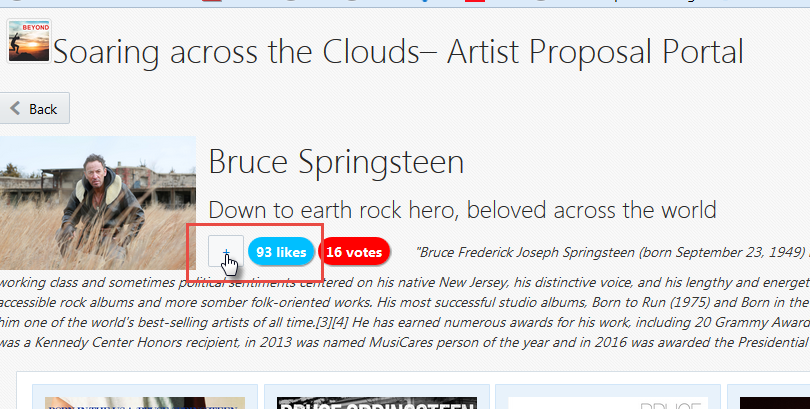 BEYOND
Soaring across the Clouds– Artist Proposal Portal
Back
Bruce Springsteen
Down to earth rock hero, beloved across the world
+ 93 likes 16 votes "Bruce Frederick Joseph Springsteen (born September 23, 1949)
working class and sometimes political sentiments centered on his native New Jersey, his distinctive voice, and his lengthy and energet
accessible rock albums and more somber folk-oriented works. His most successful studio albums, Born to Run (1975) and Born in the
him one of the world's best-selling artists of all time.[3][4] He has earned numerous awards for his work, including 20 Grammy Award
was a Kennedy Center Honors recipient, in 2013 was named MusiCares person of the year and in 2016 was awarded the Presidential
BORN IN THE U.S.A./BRUCE SPRINGSTEEN
BRUCE SPRINGSTEEN
BRUCE